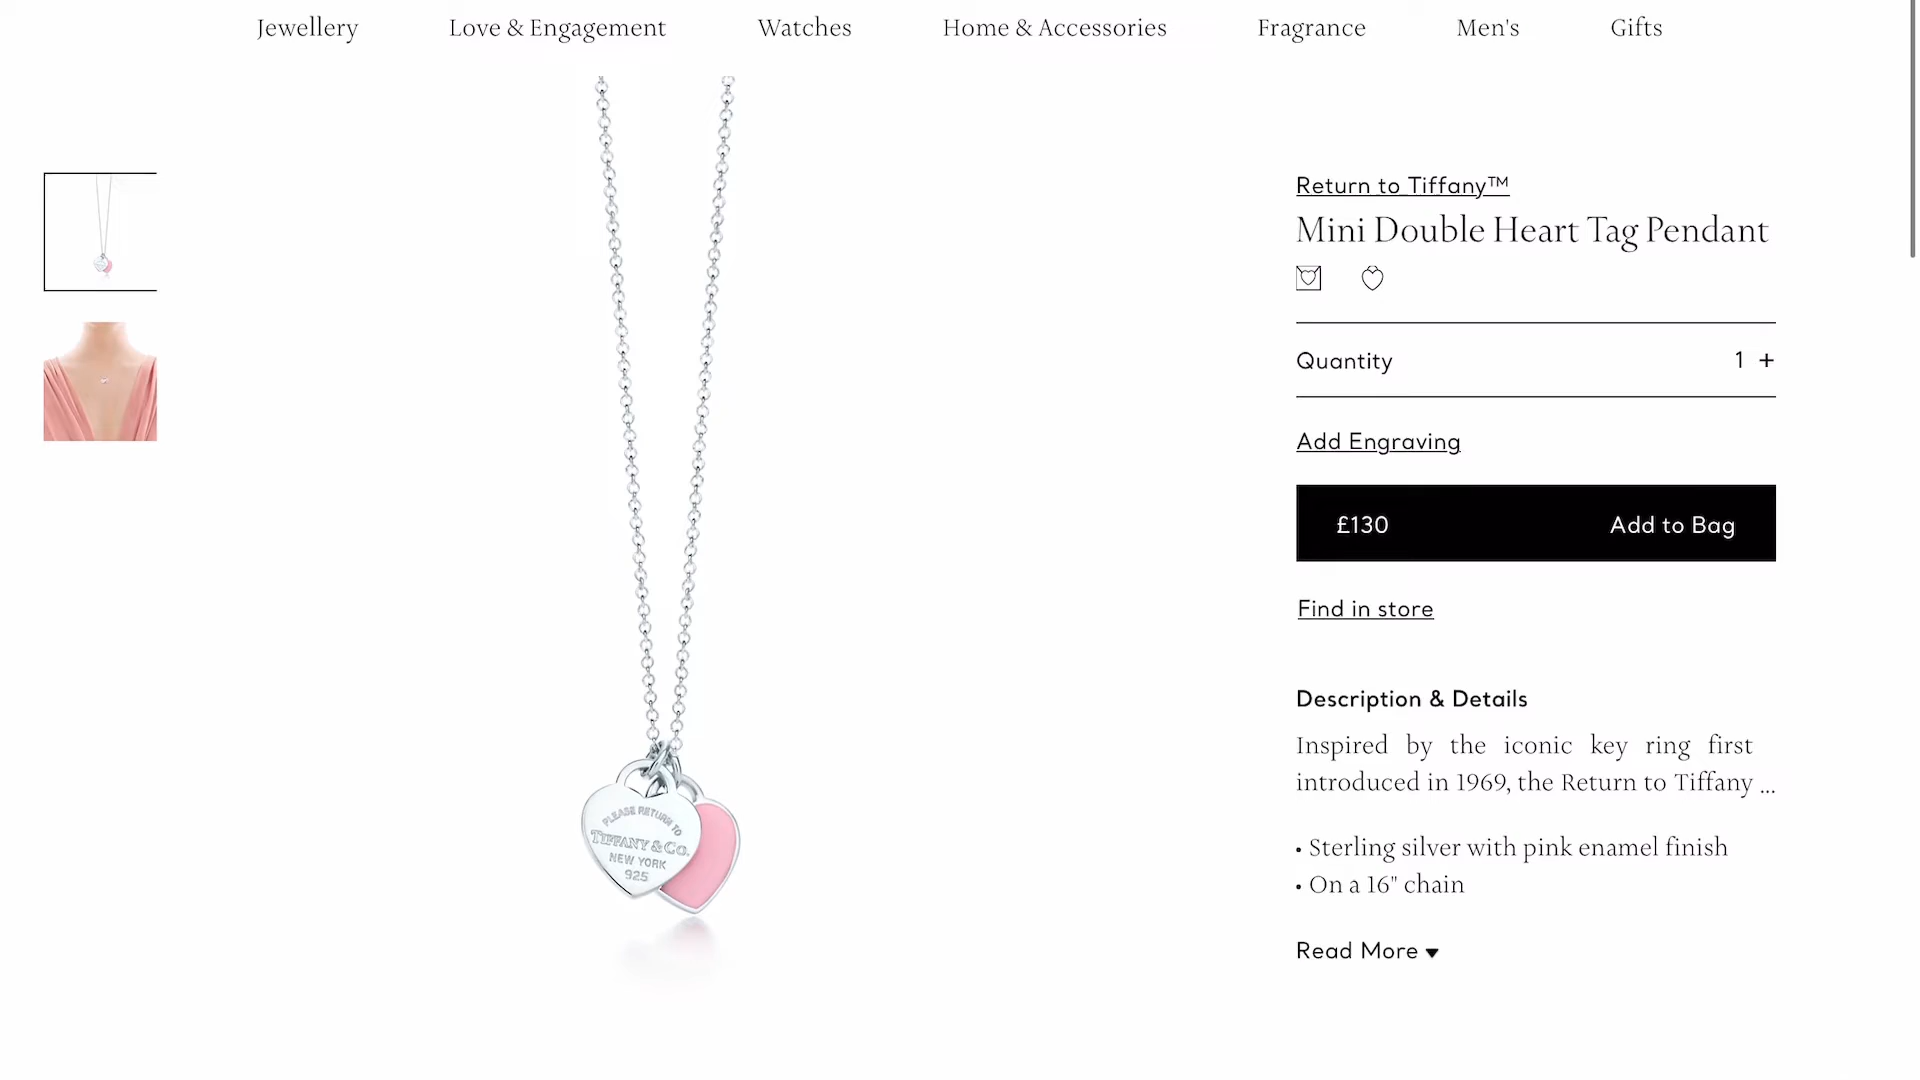 Jewellery Love & Engagement Watches Home & Accessories Fragrance Men's Gifts
Return to Tiffany™
Mini Double Heart Tag Pendant
Quantity 1 +
Add Engraving
£130 Add to Bag
Find in store
Description & Details
Inspired by the iconic key ring first
introduced in 1969, the Return to Tiffany ...
• Sterling silver with pink enamel finish
• On a 16" chain
Read More
PLEASE RETURN TO
TIFFANY & CO.
NEW YORK
925